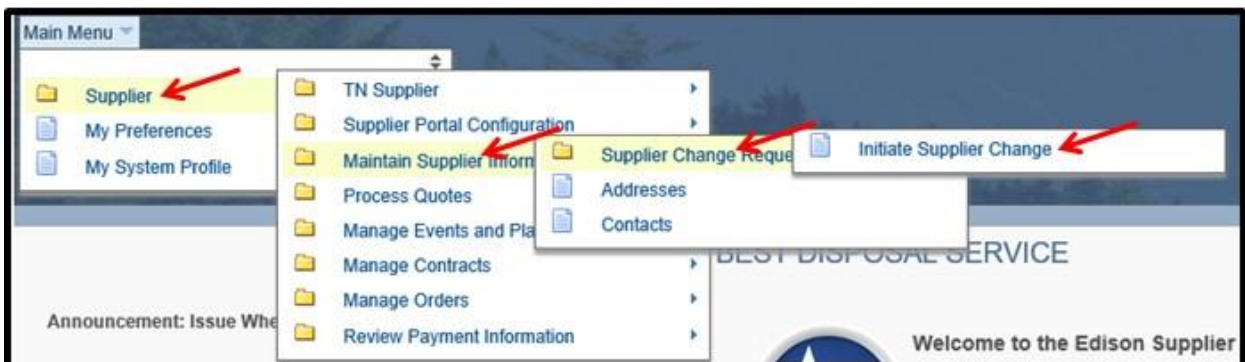 Main Menu
Supplier
My Preferences
My System Profile
TN Supplier
Supplier Portal Configuration
Maintain Supplier Inform
Process Quotes
Manage Events and Pla
Manage Contracts
Manage Orders
Review Payment Information
Supplier Change Reque
Addresses
Contacts
Initiate Supplier Change
BEST DISPOSAL SERVICE
Announcement: Issue Whe
Welcome to the Edison Supplier